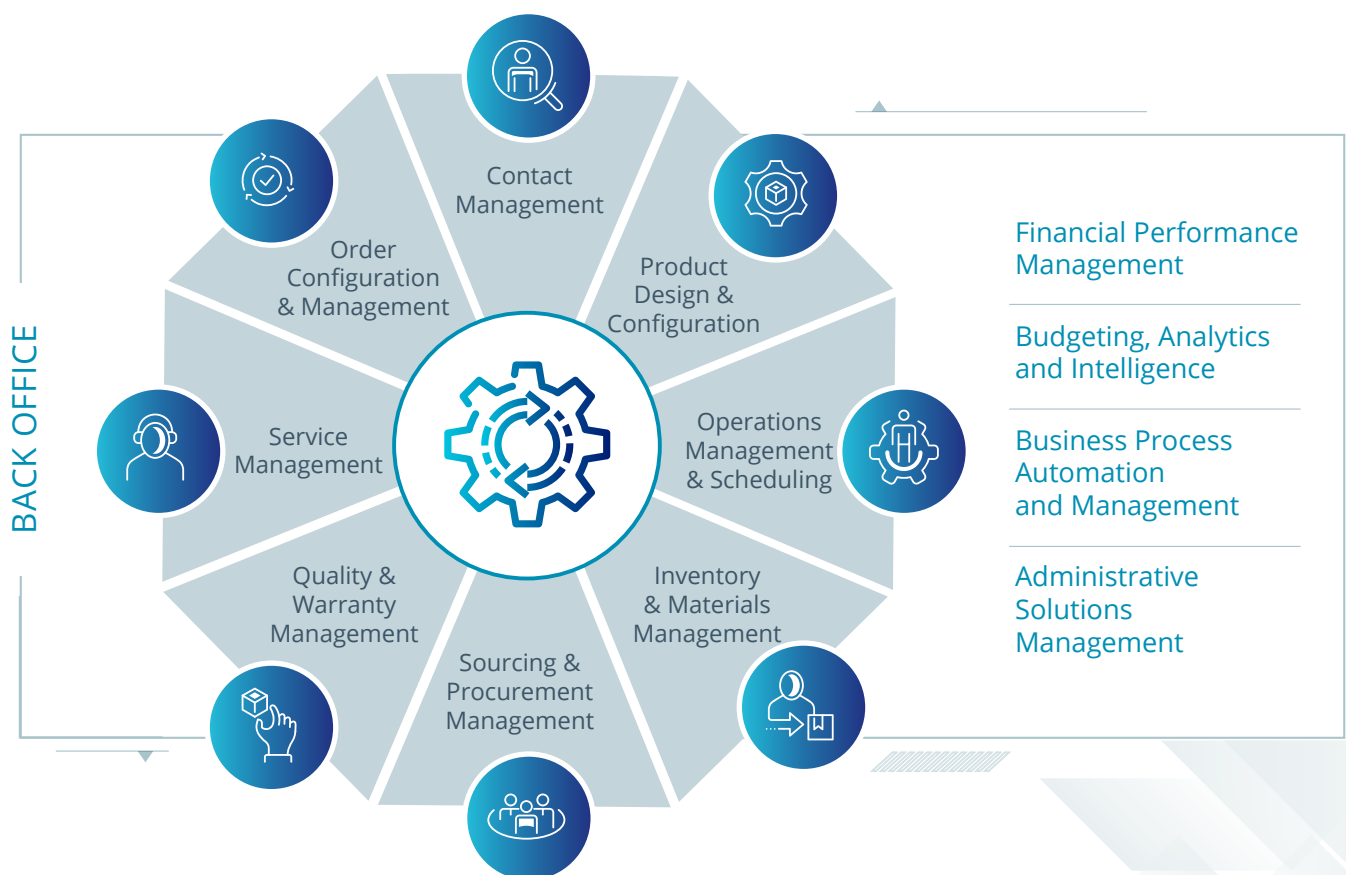 BACK OFFICE
Contact
Management
Product
Design &
Configuration
Operations
Management
& Scheduling
Inventory
& Materials
Management
Sourcing &
Procurement
Management
Quality &
Warranty
Management
Service
Management
Order
Configuration
& Management
Financial Performance
Management
Budgeting, Analytics
and Intelligence
Business Process
Automation
and Management
Administrative
Solutions
Management